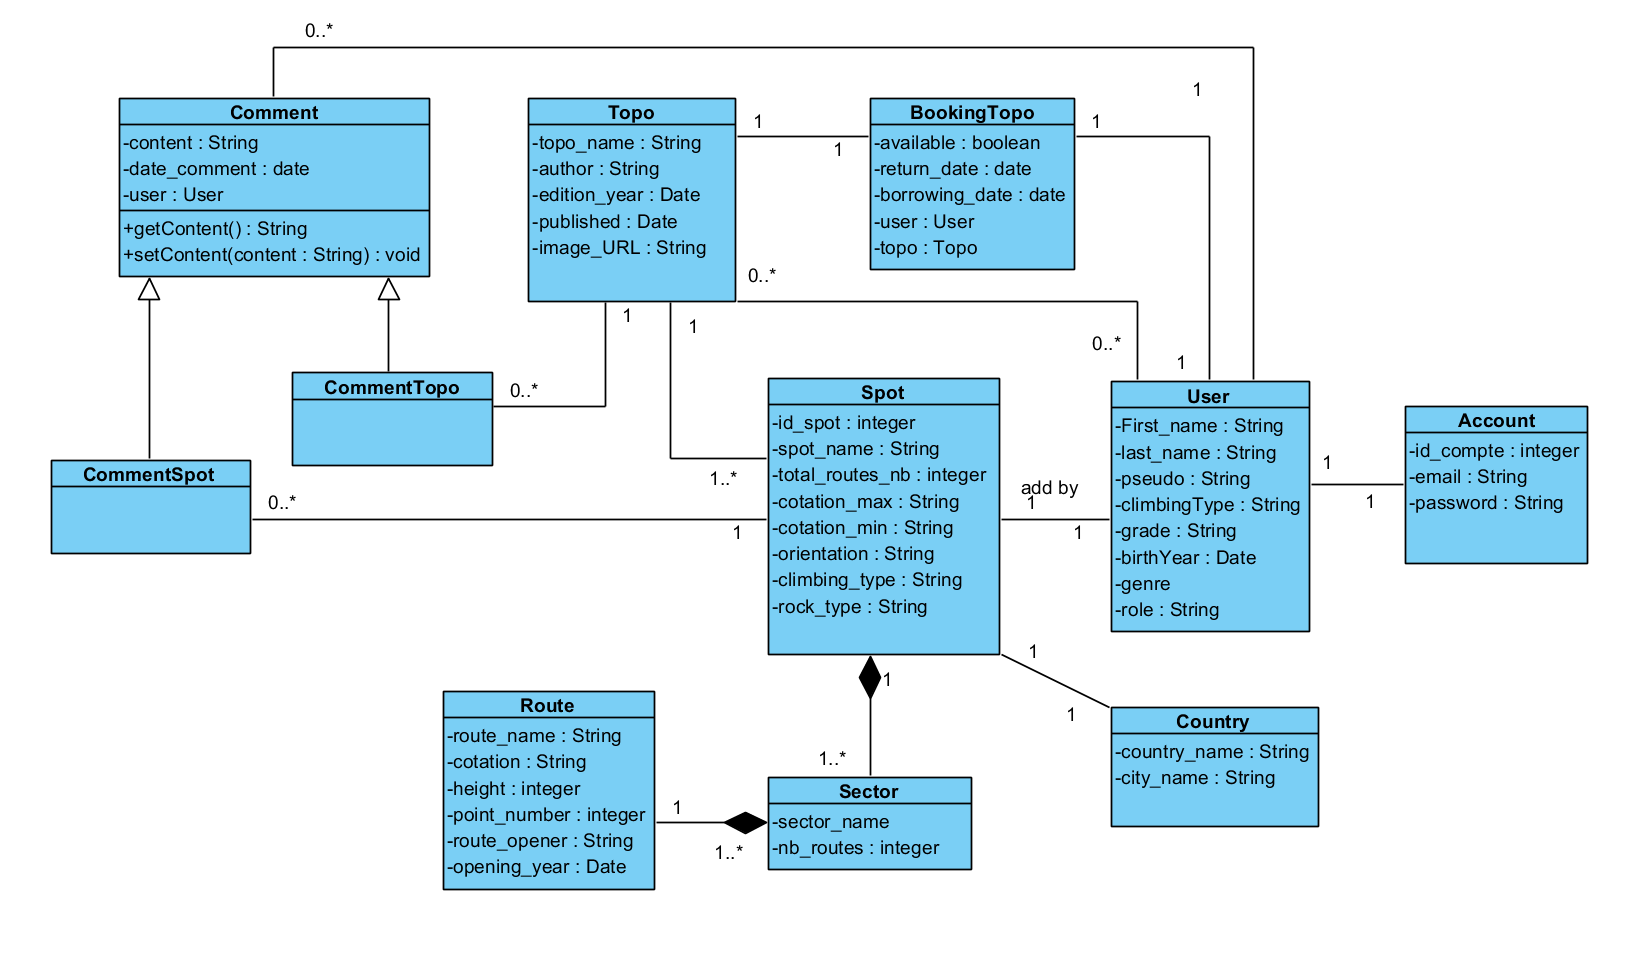 0..*
1
Comment
-content : String
-date_comment : date
-user : User
+getContent() : String
+setContent(content : String) : void
Topo
-topo_name : String
-author : String
-edition_year : Date
-published : Date
-image_URL : String
1
1
BookingTopo
-available : boolean
-return_date : date
-borrowing_date : date
-user : User
-topo : Topo
1
0..*
1
1
0..*
1
CommentTopo
0..*
CommentSpot
0..*
1..*
1
Spot
-id_spot : integer
-spot_name : String
-total_routes_nb : integer
-cotation_max : String
-cotation_min : String
-orientation : String
-climbing_type : String
-rock_type : String
add by
1
1
User
-First_name : String
-last_name : String
-pseudo : String
-climbingType : String
-grade : String
-birthYear : Date
-genre
-role : String
1
1
Account
-id_compte : integer
-email : String
-password : String
1
1
1
1..*
Country
-country_name : String
-city_name : String
Route
-route_name : String
-cotation : String
-height : integer
-point_number : integer
-route_opener : String
-opening_year : Date
1
1..*
Sector
-sector_name
-nb_routes : integer